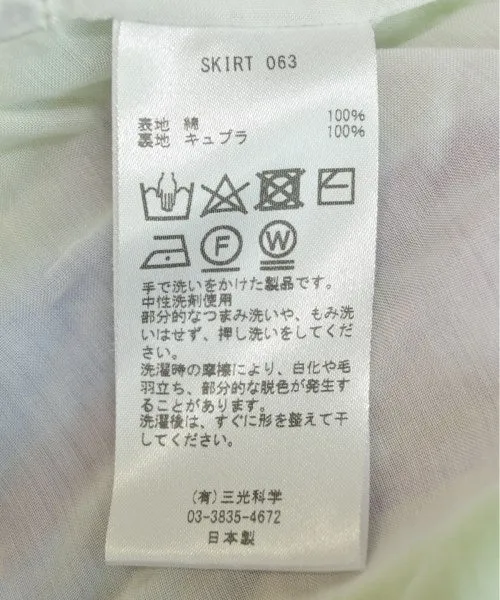 SKIRT 063
表地 綿 100%
裏地 キュプラ 100%
F W
手で洗いをかけた製品です。
中性洗剤使用
部分的なつまみ洗いや、もみ洗
いはせず、押し洗いをしてくだ
さい。
洗濯時の摩擦により、白化や毛
羽立ち、部分的な脱色が発生す
ることがあります。
洗濯後は、すぐに形を整えて干
してください。
(有)三光科学
03-3835-4672
日本製